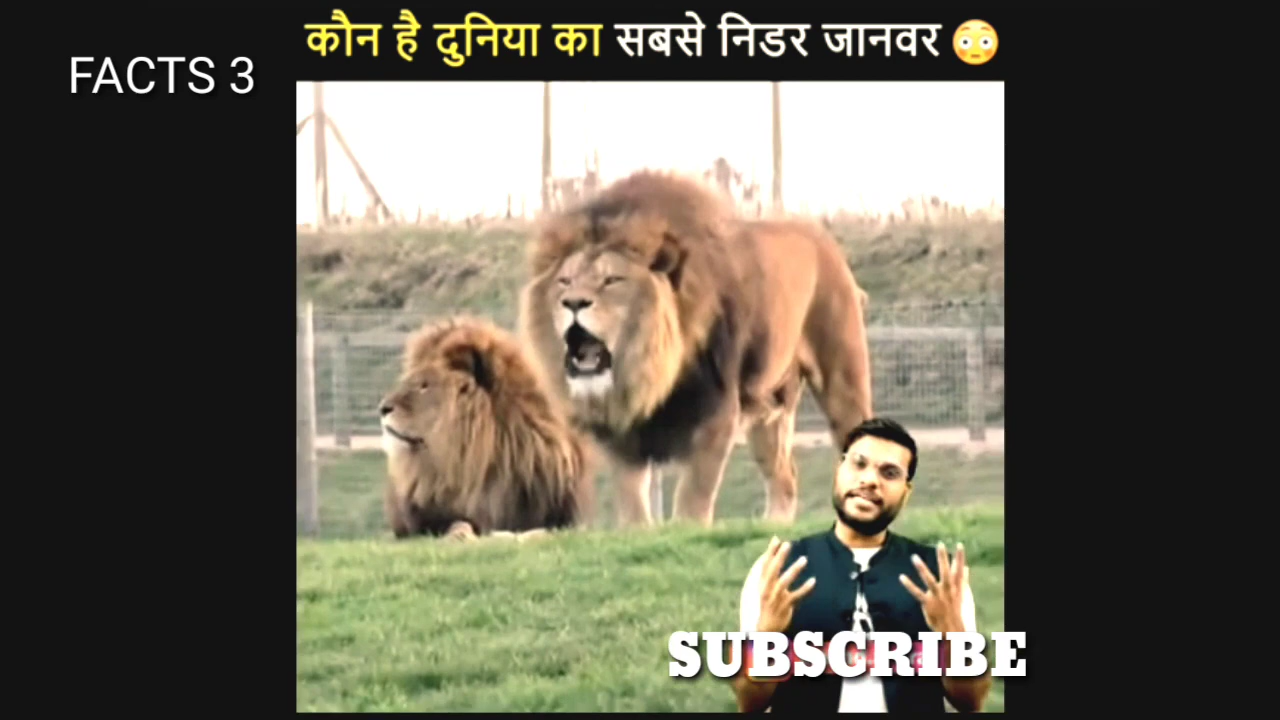 कौन है दुनिया का सबसे निडर जानवर 😳
FACTS 3
SUBSCRIBE